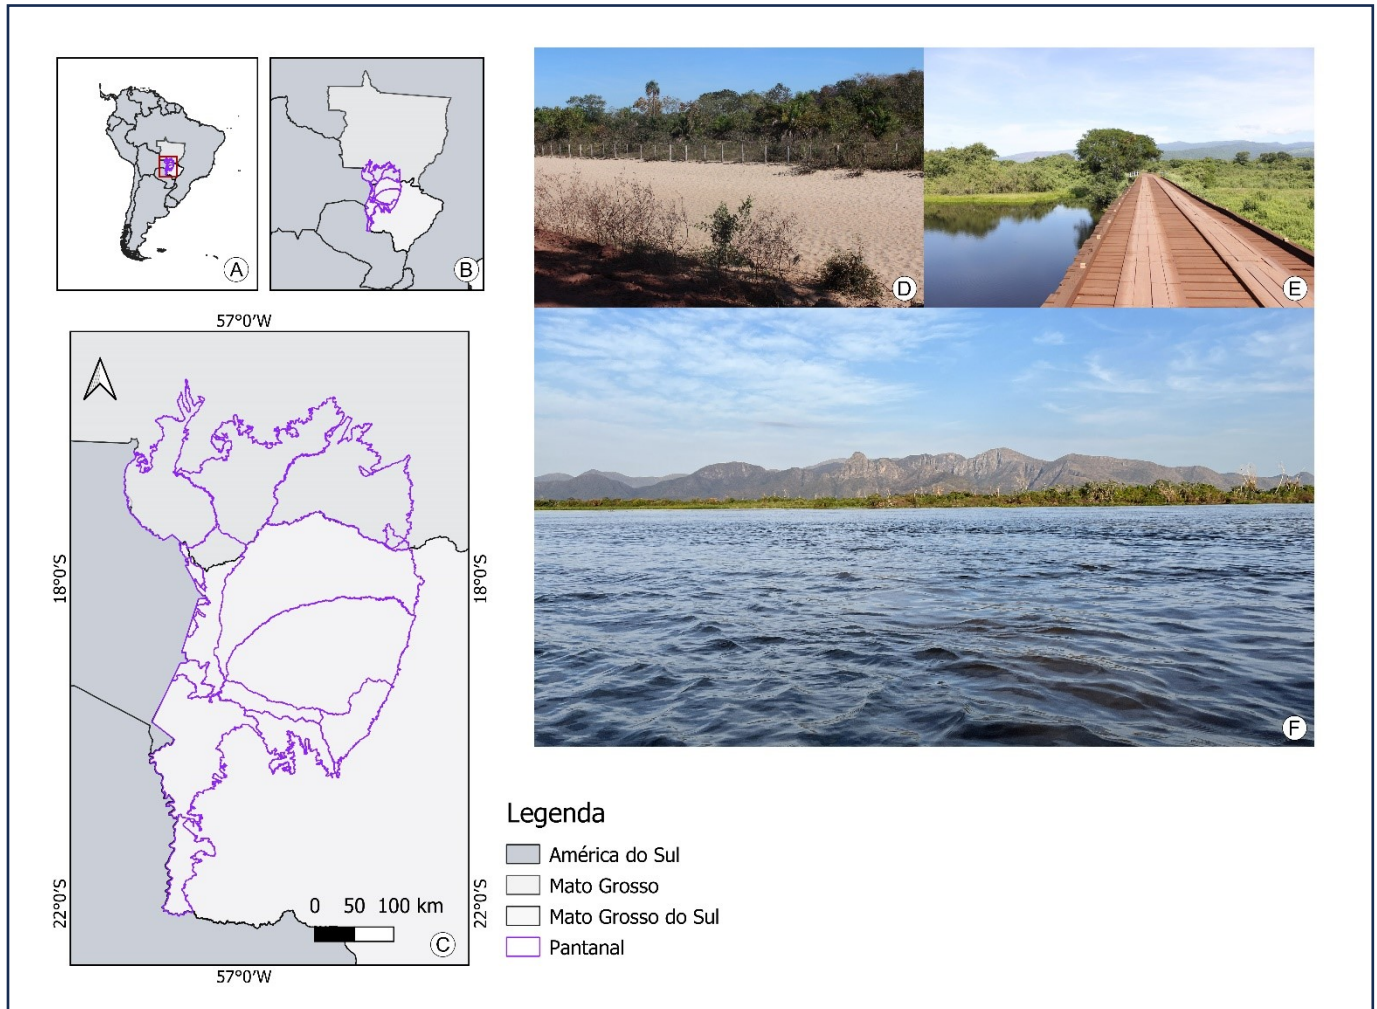 A
B
D
E
57°0'W
18°0'S
18°0'S
22°0'S
22°0'S
0 50 100 km
C
57°0'W
F
Legenda
América do Sul
Mato Grosso
Mato Grosso do Sul
Pantanal